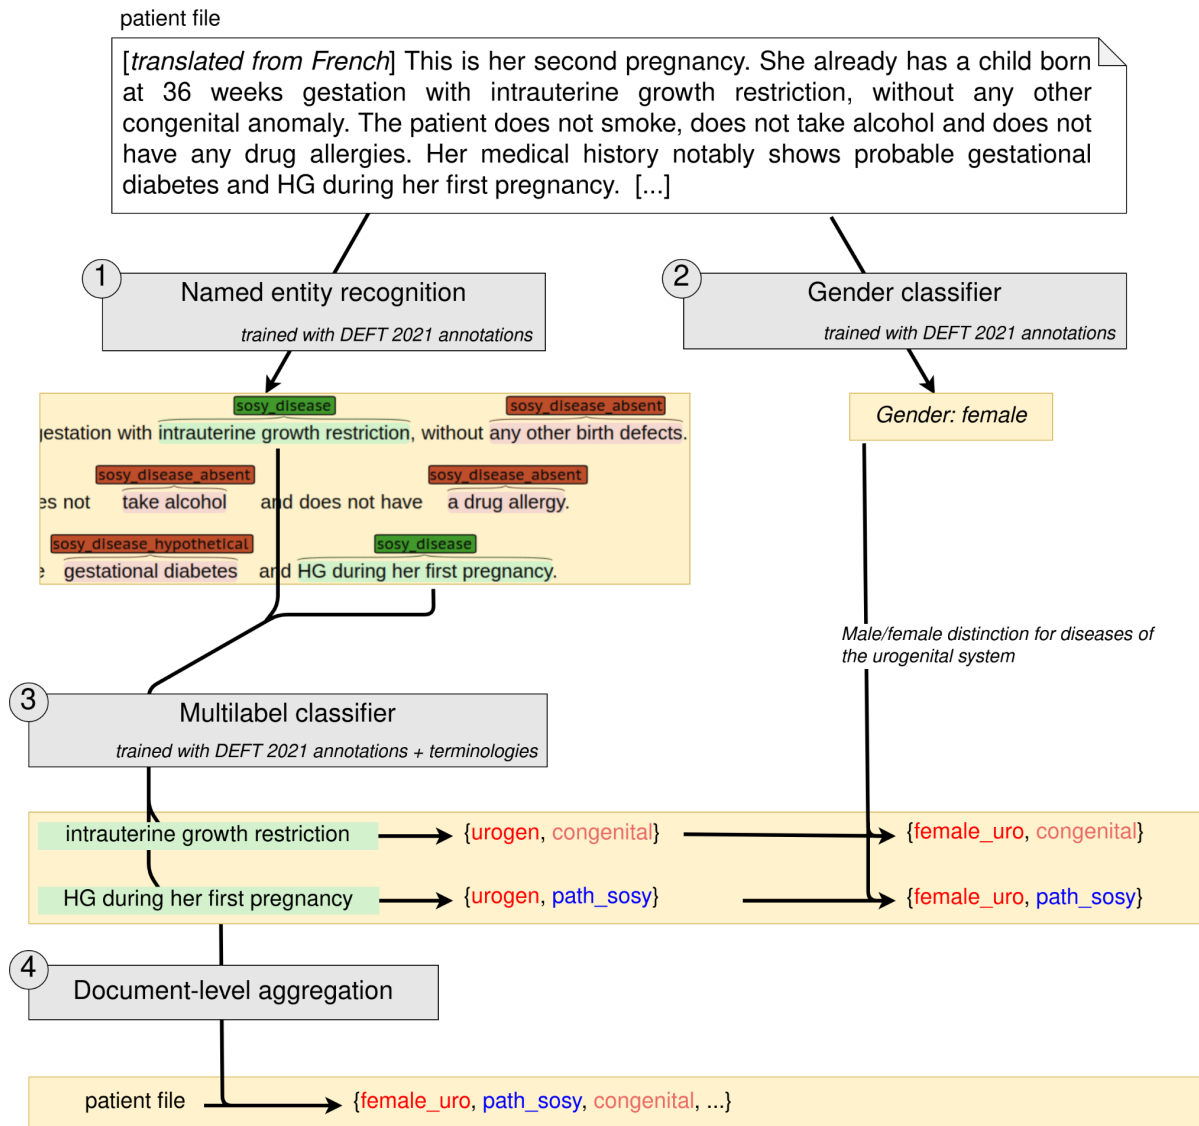 patient file
[translated from French] This is her second pregnancy. She already has a child born
at 36 weeks gestation with intrauterine growth restriction, without any other
congenital anomaly. The patient does not smoke, does not take alcohol and does not
have any drug allergies. Her medical history notably shows probable gestational
diabetes and HG during her first pregnancy. [...]
1
Named entity recognition
trained with DEFT 2021 annotations
2
Gender classifier
trained with DEFT 2021 annotations
sosy_disease
sosy_disease_absent
gestation with intrauterine growth restriction, without any other birth defects.
sosy_disease_absent
sosy_disease_absent
es not take alcohol and does not have a drug allergy.
sosy_disease_hypothetical
sosy_disease
e gestational diabetes and HG during her first pregnancy.
Gender: female
Male/female distinction for diseases of
the urogenital system
3
Multilabel classifier
trained with DEFT 2021 annotations + terminologies
intrauterine growth restriction
{urogen, congenital}
{female_uro, congenital}
HG during her first pregnancy
{urogen, path_sosy}
{female_uro, path_sosy}
4
Document-level aggregation
patient file
{female_uro, path_sosy, congenital, ...}